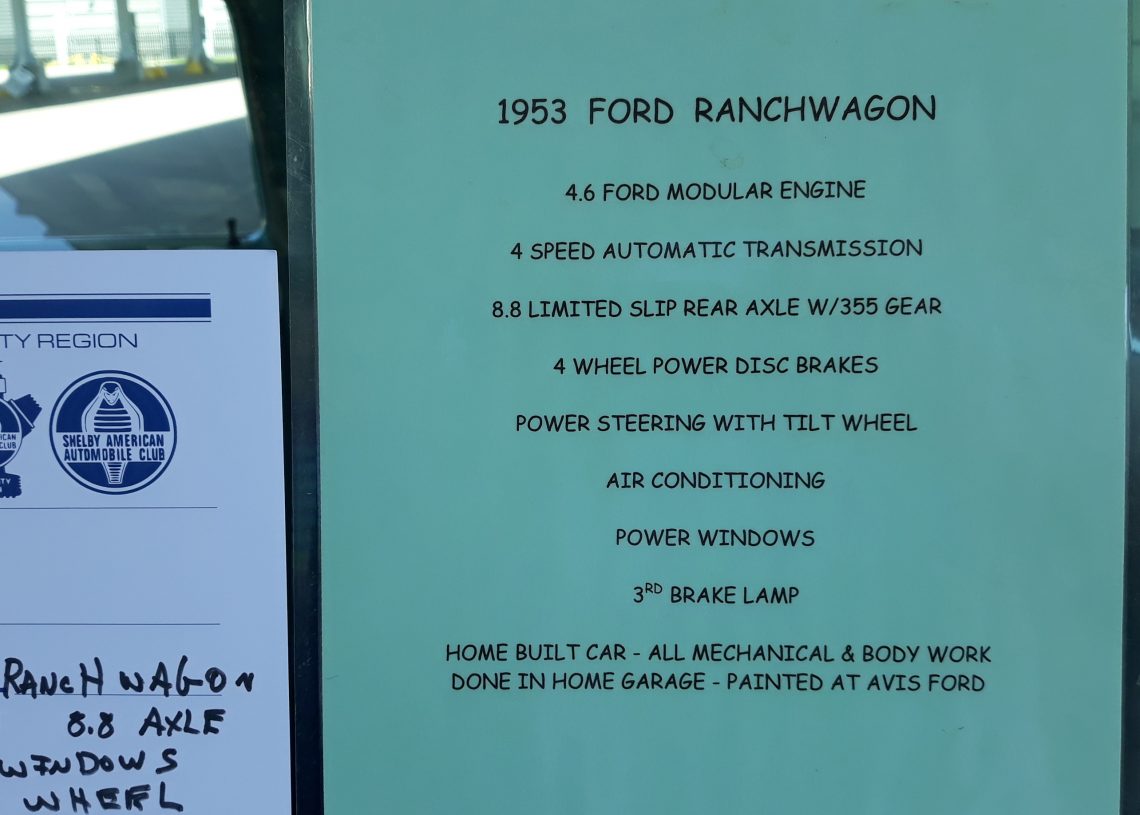 1953 FORD RANCHWAGON
4.6 FORD MODULAR ENGINE
4 SPEED AUTOMATIC TRANSMISSION
8.8 LIMITED SLIP REAR AXLE W/355 GEAR
4 WHEEL POWER DISC BRAKES
POWER STEERING WITH TILT WHEEL
AIR CONDITIONING
POWER WINDOWS
3RD BRAKE LAMP
HOME BUILT CAR - ALL MECHANICAL & BODY WORK
DONE IN HOME GARAGE - PAINTED AT AVIS FORD
TY REGION
SHELBY AMERICAN
AUTOMOBILE CLUB
RANCH WAGON
8.8 AXLE
WINDOWS
WHEEL